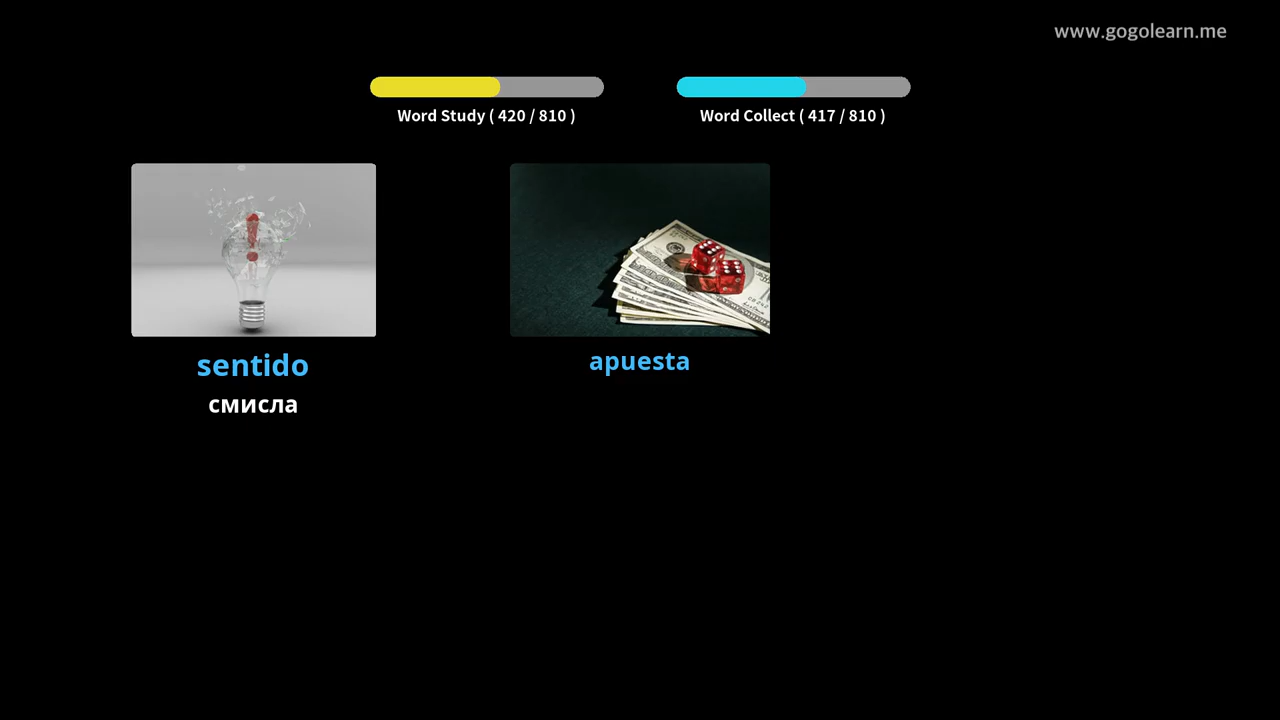 www.gogolearn.me
Word Study ( 420 / 810 )
Word Collect ( 417 / 810 )
sentido
смисла
apuesta